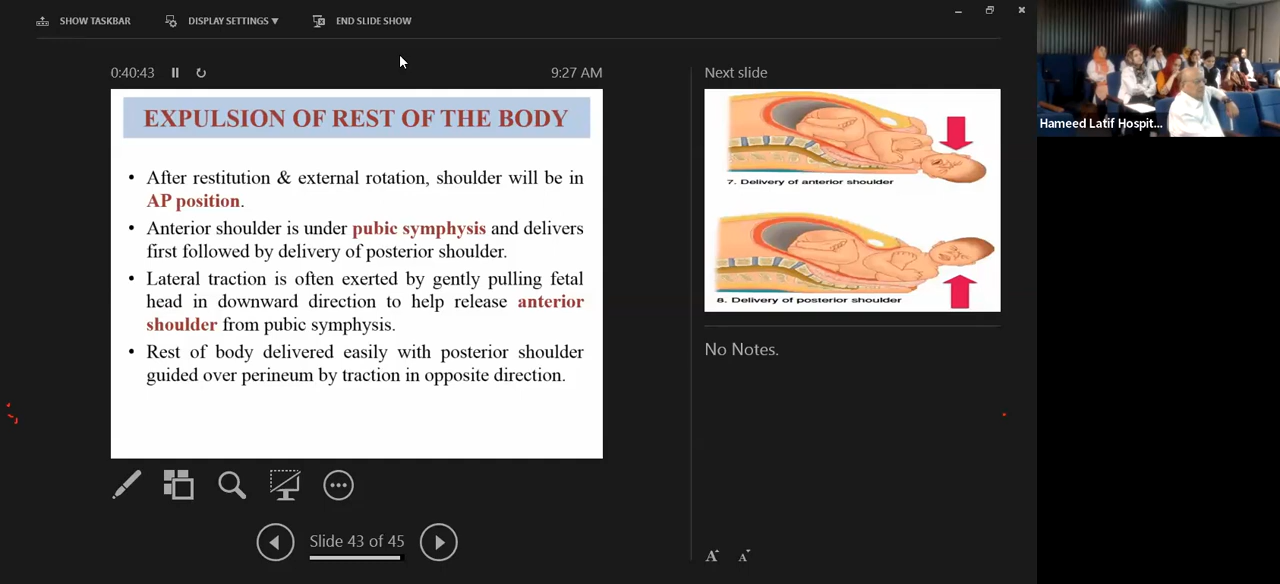 SHOW TASKBAR
DISPLAY SETTINGS ▼
END SLIDE SHOW
0:40:43
9:27 AM
EXPULSION OF REST OF THE BODY
• After restitution & external rotation, shoulder will be in
AP position.
• Anterior shoulder is under pubic symphysis and delivers
first followed by delivery of posterior shoulder.
• Lateral traction is often exerted by gently pulling fetal
head in downward direction to help release anterior
shoulder from pubic symphysis.
• Rest of body delivered easily with posterior shoulder
guided over perineum by traction in opposite direction.
Slide 43 of 45
Next slide
7. Delivery of anterior shoulder
8. Delivery of posterior shoulder
No Notes.
A A
Hameed Latif Hospit...